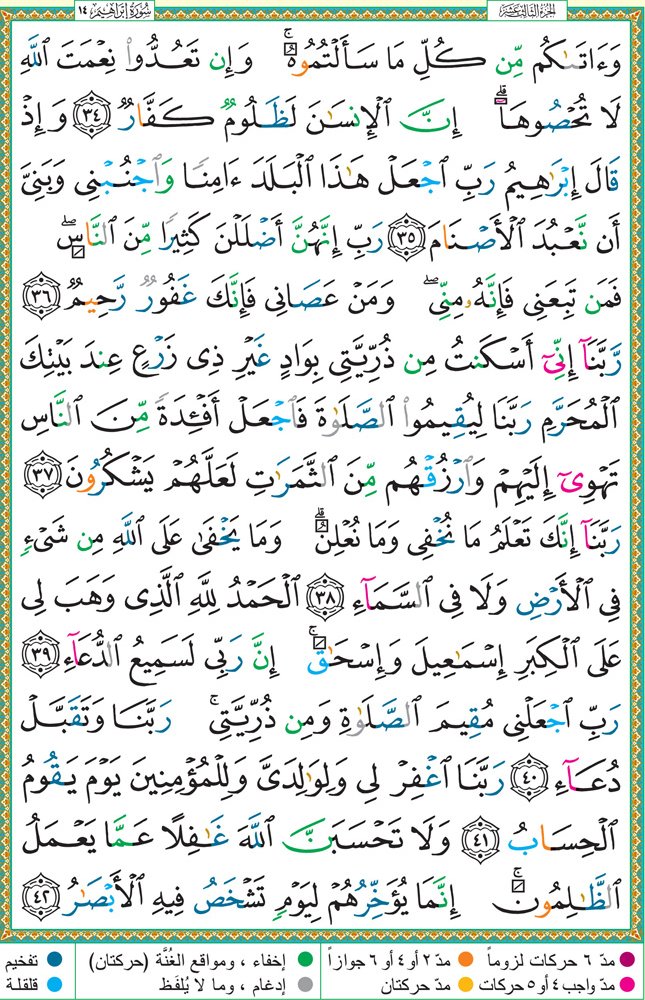 الجزء الثالث عشر
سورة إبراهيم ١٤
وَءَاتَىٰكُم مِّن كُلِّ مَا سَأَلْتُمُوهُ ۚ وَإِن تَعُدُّوا۟ نِعْمَتَ ٱللَّهِ
لَا تُحْصُوهَآ ۗ إِنَّ ٱلْإِنسَـٰنَ لَظَلُومٌ كَفَّارٌ ٣٤ وَإِذْ
قَالَ إِبْرَٰهِيمُ رَبِّ ٱجْعَلْ هَـٰذَا ٱلْبَلَدَ ءَامِنًا وَٱجْنُبْنِى وَبَنِىَّ
أَن نَّعْبُدَ ٱلْأَصْنَامَ ٣٥ رَبِّ إِنَّهُنَّ أَضْلَلْنَ كَثِيرًا مِّنَ ٱلنَّاسِ ۖ
فَمَن تَبِعَنِى فَإِنَّهُۥ مِنِّى ۖ وَمَنْ عَصَانِى فَإِنَّكَ غَفُورٌ رَّحِيمٌ ٣٦
رَّبَّنَآ إِنِّىٓ أَسْكَنتُ مِن ذُرِّيَّتِى بِوَادٍ غَيْرِ ذِى زَرْعٍ عِندَ بَيْتِكَ
ٱلْمُحَرَّمِ رَبَّنَا لِيُقِيمُوا۟ ٱلصَّلَوٰةَ فَٱجْعَلْ أَفْـِٔدَةً مِّنَ ٱلنَّاسِ
تَهْوِىٓ إِلَيْهِمْ وَٱرْزُقْهُم مِّنَ ٱلثَّمَرَٰتِ لَعَلَّهُمْ يَشْكُرُونَ ٣٧
رَبَّنَآ إِنَّكَ تَعْلَمُ مَا نُخْفِى وَمَا نُعْلِنُ ۗ وَمَا يَخْفَىٰ عَلَى ٱللَّهِ مِن شَىْءٍ
فِى ٱلْأَرْضِ وَلَا فِى ٱلسَّمَآءِ ٣٨ ٱلْحَمْدُ لِلَّهِ ٱلَّذِى وَهَبَ لِى
عَلَى ٱلْكِبَرِ إِسْمَـٰعِيلَ وَإِسْحَـٰقَ ۚ إِنَّ رَبِّى لَسَمِيعُ ٱلدُّعَآءِ ٣٩
رَبِّ ٱجْعَلْنِى مُقِيمَ ٱلصَّلَوٰةِ وَمِن ذُرِّيَّتِى ۚ رَبَّنَا وَتَقَبَّلْ
دُعَآءِ ٤٠ رَبَّنَا ٱغْفِرْ لِى وَلِوَٰلِدَىَّ وَلِلْمُؤْمِنِينَ يَوْمَ يَقُومُ
ٱلْحِسَابُ ٤١ وَلَا تَحْسَبَنَّ ٱللَّهَ غَـٰفِلًا عَمَّا يَعْمَلُ
ٱلظَّـٰلِمُونَ ۚ إِنَّمَا يُؤَخِّرُهُمْ لِيَوْمٍ تَشْخَصُ فِيهِ ٱلْأَبْصَـٰرُ ٤٢
مدّ ٦ حركات لزوماً
مدّ ٢ أو ٤ أو ٦ جوازاً
إخفاء ، ومواقع الغُنَّة (حركتان)
تفخيم
مدّ واجب ٤ أو ٥ حركات
مدّ حركتان
إدغام ، وما لا يُلفَظ
قلقلة